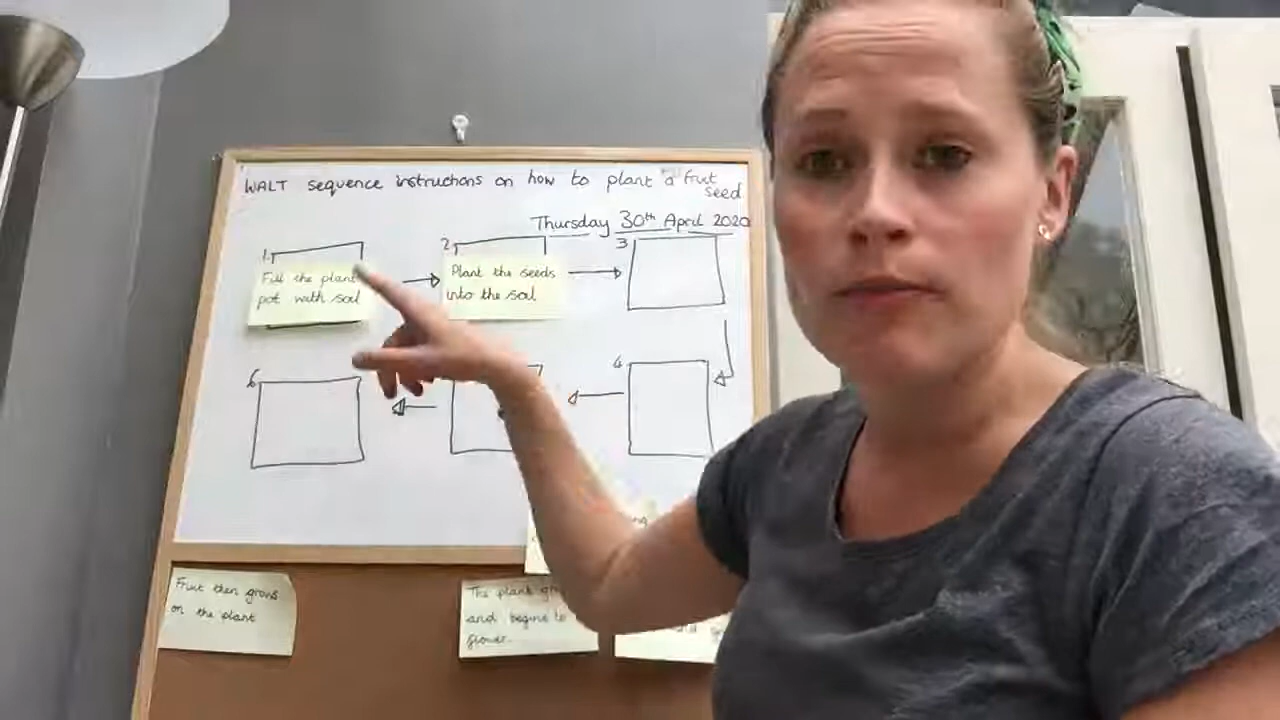 WALT sequence instructions on how to plant a fruit
seed
Thursday 30th April 2020
1.
Fill the plant
pot with soil
2.
Plant the seeds
into the soil
3
4
6
Fruit then grows
on the plant
The plant
and begins to
flower.